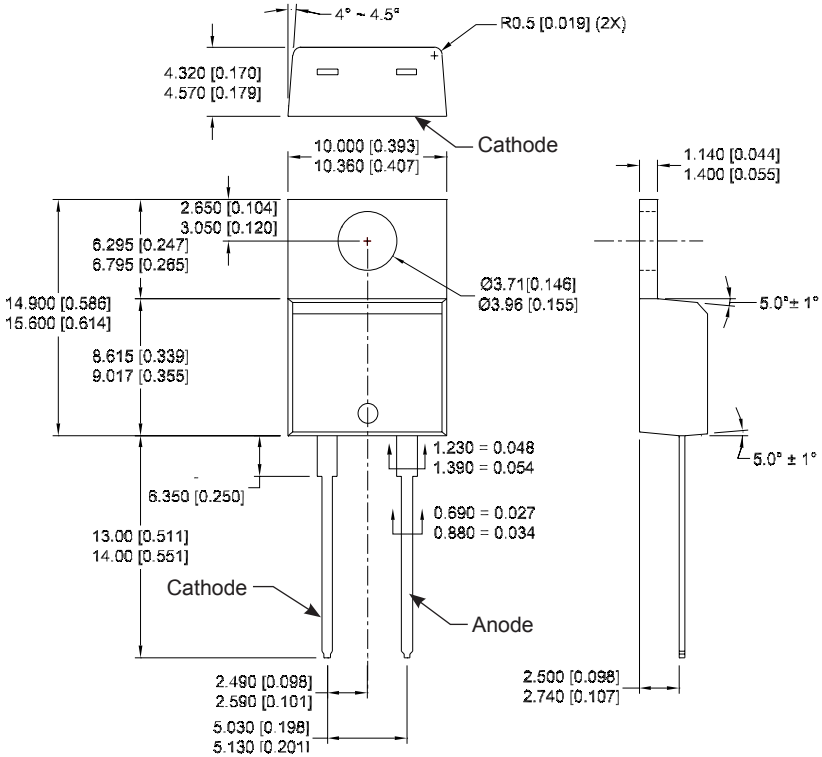 4° ~ 4.5°
R0.5 [0.019] (2X)
4.320 [0.170]
4.570 [0.179]
Cathode
10.000 [0.393]
10.360 [0.407]
1.140 [0.044]
1.400 [0.055]
2.650 [0.104]
3.050 [0.120]
6.295 [0.247]
6.795 [0.265]
Ø3.71[0.146]
Ø3.96 [0.155]
14.900 [0.586]
15.600 [0.614]
5.0°± 1°
8.615 [0.339]
9.017 [0.355]
1.230 = 0.048
1.390 = 0.054
5.0° ± 1°
6.350 [0.250]
0.690 = 0.027
0.880 = 0.034
13.00 [0.511]
14.00 [0.551]
Cathode
Anode
2.490 [0.098]
2.590 [0.101]
2.500 [0.098]
2.740 [0.107]
5.030 [0.198]
5.130 [0.201]